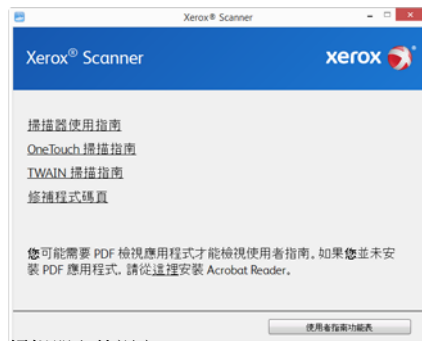 Xerox® Scanner
Xerox® Scanner
xerox
掃描器使用指南
OneTouch 掃描指南
TWAIN 掃描指南
修補程式碼頁
您可能需要 PDF 檢視應用程式才能檢視使用者指南。如果您並未安
裝 PDF 應用程式，請從這裡安裝 Acrobat Reader。
使用者指南功能表